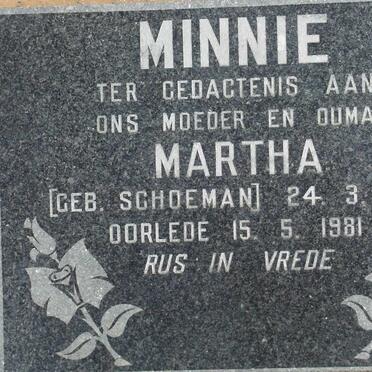 MINNIE
TER GEDACTENIS AAN
ONS MOEDER EN OUMA
MARTHA
[GEB. SCHOEMAN] 24. 3.
OORLEDE 15. 5. 1981
RUS IN VREDE